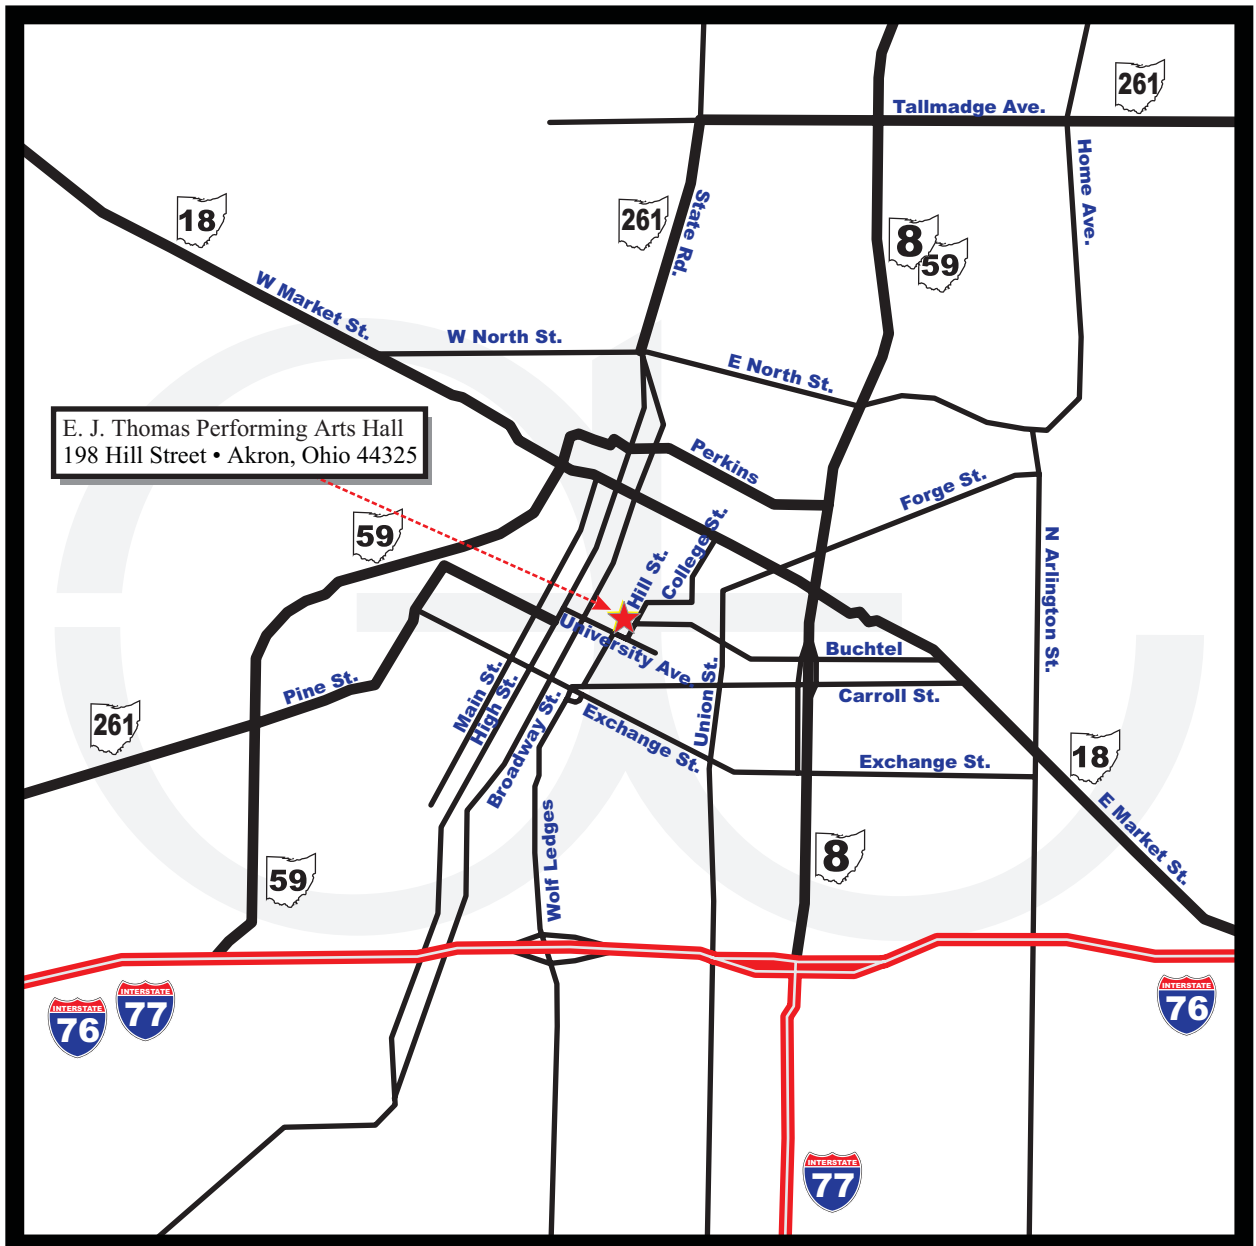 261
Tallmadge Ave.
Home Ave.
18
261
State Rd.
8
59
W Market St.
W North St.
E North St.
E. J. Thomas Performing Arts Hall
198 Hill Street • Akron, Ohio 44325
Perkins
Forge St.
59
College St.
Hill St.
N Arlington St.
University Ave.
Buchtel
Pine St.
Main St.
High St.
Union St.
Carroll St.
261
Broadway St.
Exchange St.
Exchange St.
18
E Market St.
Wolf Ledges
8
59
INTERSTATE
76
INTERSTATE
77
INTERSTATE
76
INTERSTATE
77